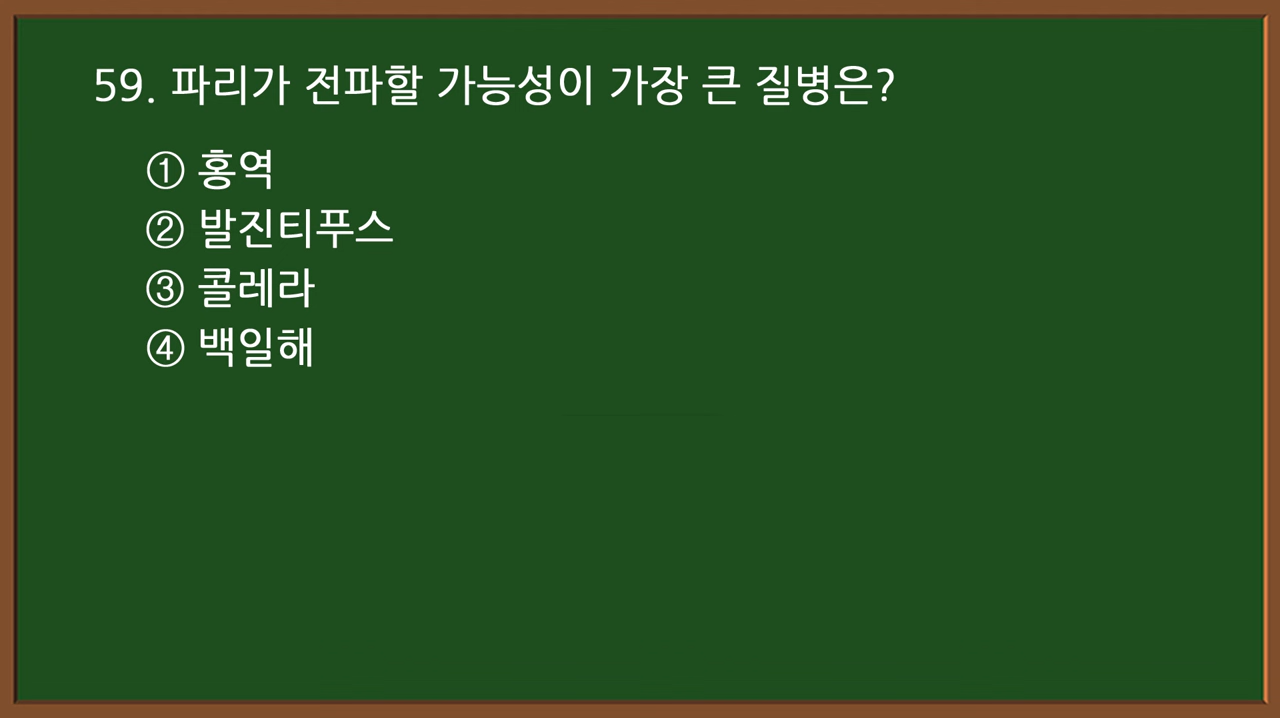 59. 파리가 전파할 가능성이 가장 큰 질병은?
① 홍역
② 발진티푸스
③ 콜레라
④ 백일해